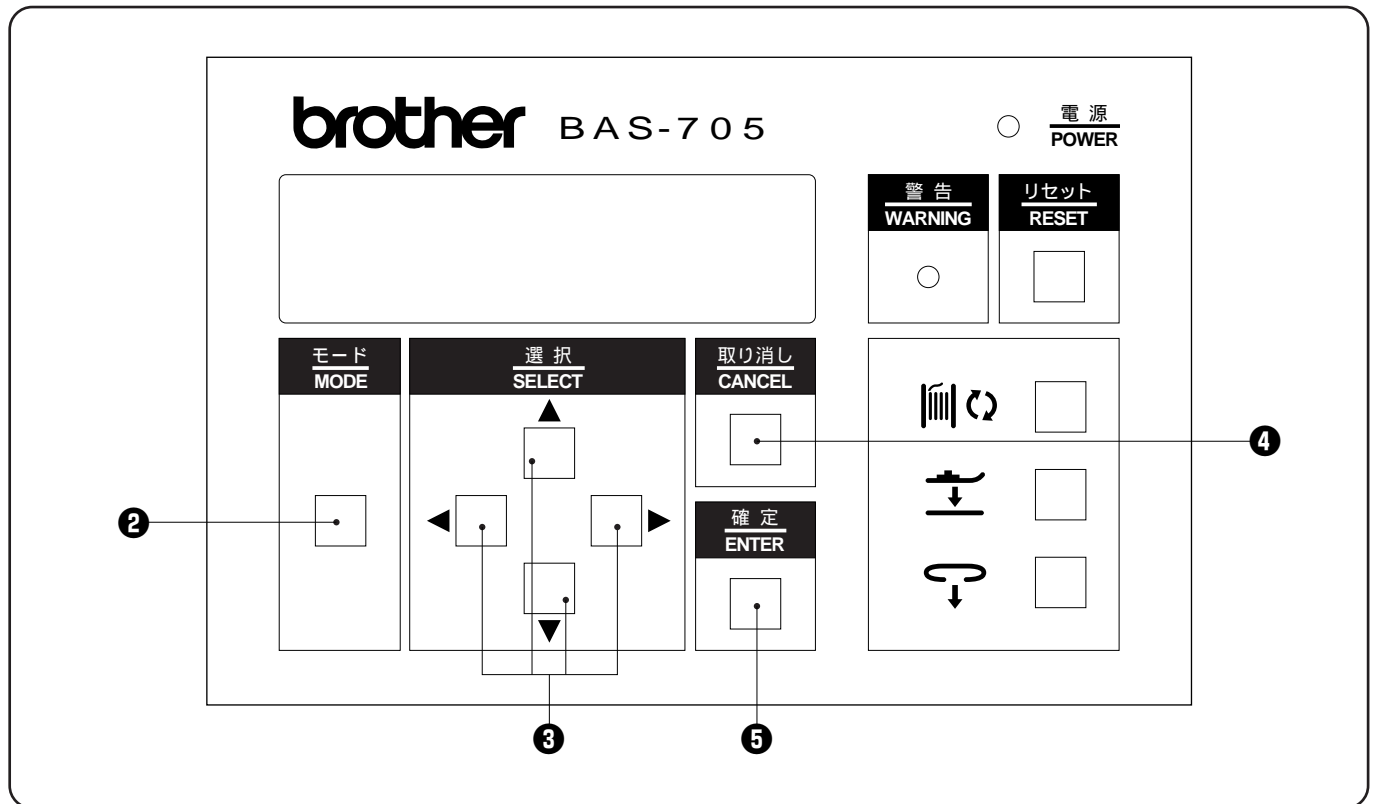 brother BAS-705
電源
POWER
警告
WARNING
リセット
RESET
モード
MODE
選択
SELECT
取り消し
CANCEL
確定
ENTER
❷
❸
❹
❺